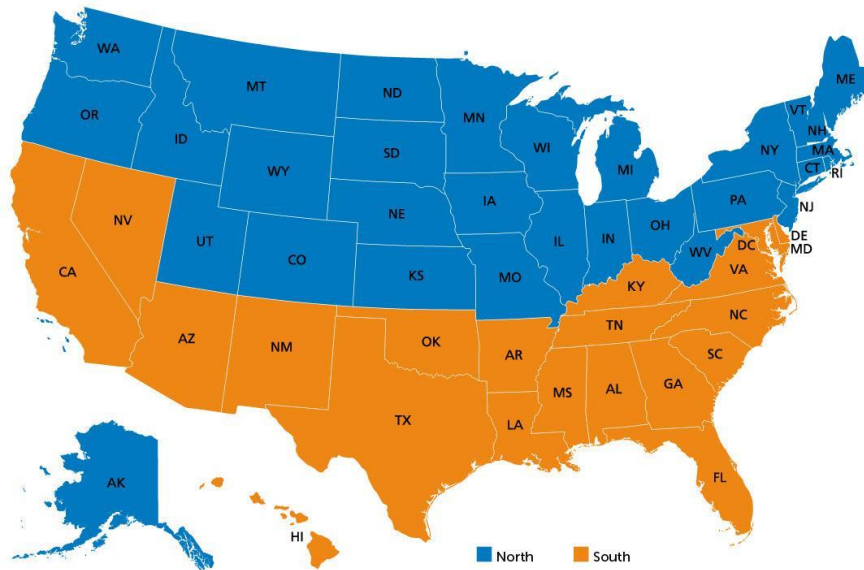 WA
MT
ND
MN
ME
VT
NH
OR
ID
SD
WI
MI
NY
MA
CT
RI
WY
IA
NE
PA
NJ
NV
UT
CO
IL
IN
OH
WV
DC
DE
MD
VA
CA
KS
MO
KY
NC
TN
AZ
NM
OK
AR
SC
MS
AL
GA
TX
LA
FL
AK
HI
North
South